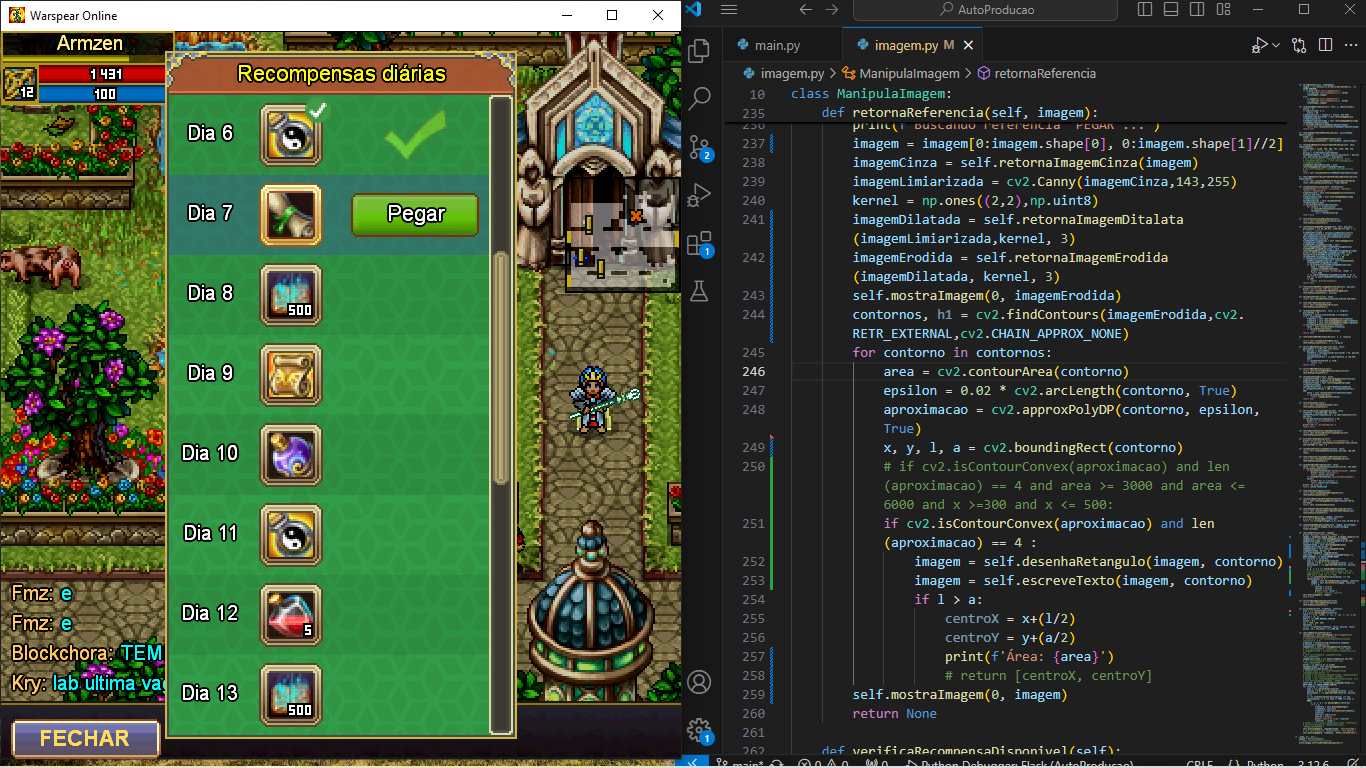 Warspear Online
Armzen
1 431
12
100
Recompensas diárias
Dia 6
Dia 7
Pegar
Dia 8
500
Dia 9
Dia 10
Dia 11
Dia 12
5
Dia 13
500
Fmz: e
Fmz: e
Blockchora: TEM
Kry: lab ultima vag
FECHAR
AutoProducao
main.py
imagem.py M
imagem.py > ManipulaImagem > retornaReferencia
10 class ManipulaImagem:
235 def retornaReferencia(self, imagem):
236 print(f'Buscando referência 'PEGAR'...')
237 imagem = imagem[0:imagem.shape[0], 0:imagem.shape[1]//2]
238 imagemCinza = self.retornaImagemCinza(imagem)
239 imagemLimiarizada = cv2.Canny(imagemCinza,143,255)
240 kernel = np.ones((2,2),np.uint8)
241 imagemDilatada = self.retornaImagemDitalata
(imagemLimiarizada,kernel, 3)
242 imagemErodida = self.retornaImagemErodida
(imagemDilatada, kernel, 3)
243 self.mostraImagem(0, imagemErodida)
244 contornos, h1 = cv2.findContours(imagemErodida,cv2.
RETR_EXTERNAL,cv2.CHAIN_APPROX_NONE)
245 for contorno in contornos:
246 area = cv2.contourArea(contorno)
247 epsilon = 0.02 * cv2.arcLength(contorno, True)
248 aproximacao = cv2.approxPolyDP(contorno, epsilon,
True)
249 x, y, l, a = cv2.boundingRect(contorno)
250 # if cv2.isContourConvex(aproximacao) and len
(aproximacao) == 4 and area >= 3000 and area <=
6000 and x >=300 and x <= 500:
251 if cv2.isContourConvex(aproximacao) and len
(aproximacao) == 4 :
252 imagem = self.desenhaRetangulo(imagem, contorno)
253 imagem = self.escreveTexto(imagem, contorno)
254 if l > a:
255 centroX = x+(l/2)
256 centroY = y+(a/2)
257 print(f'Área: {area}')
258 # return [centroX, centroY]
259 self.mostraImagem(0, imagem)
260 return None
261
262 def verificaRecompensaDisponivel(self):
2
1
1
main*
0
0
0
Python Debugger: Flask (AutoProducao)
CRLF
Python
3.12.6